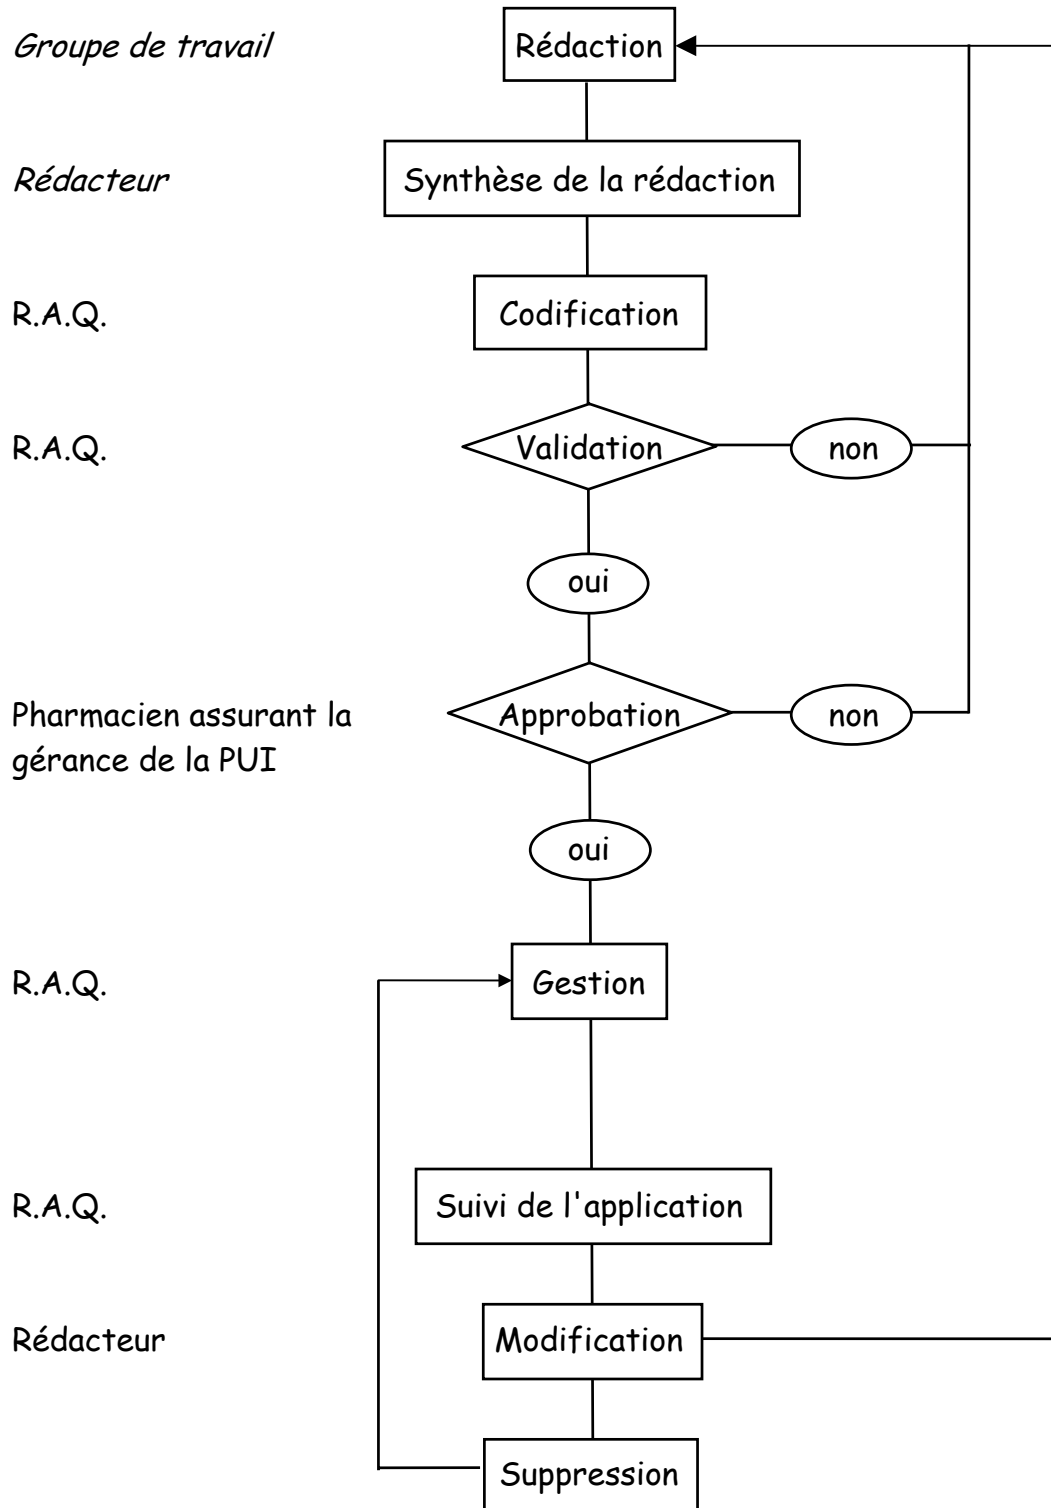 Groupe de travail
Rédaction
Rédacteur
Synthèse de la rédaction
R.A.Q.
Codification
R.A.Q.
Validation
non
oui
Pharmacien assurant la
gérance de la PUI
Approbation
non
oui
R.A.Q.
Gestion
R.A.Q.
Suivi de l'application
Rédacteur
Modification
Suppression